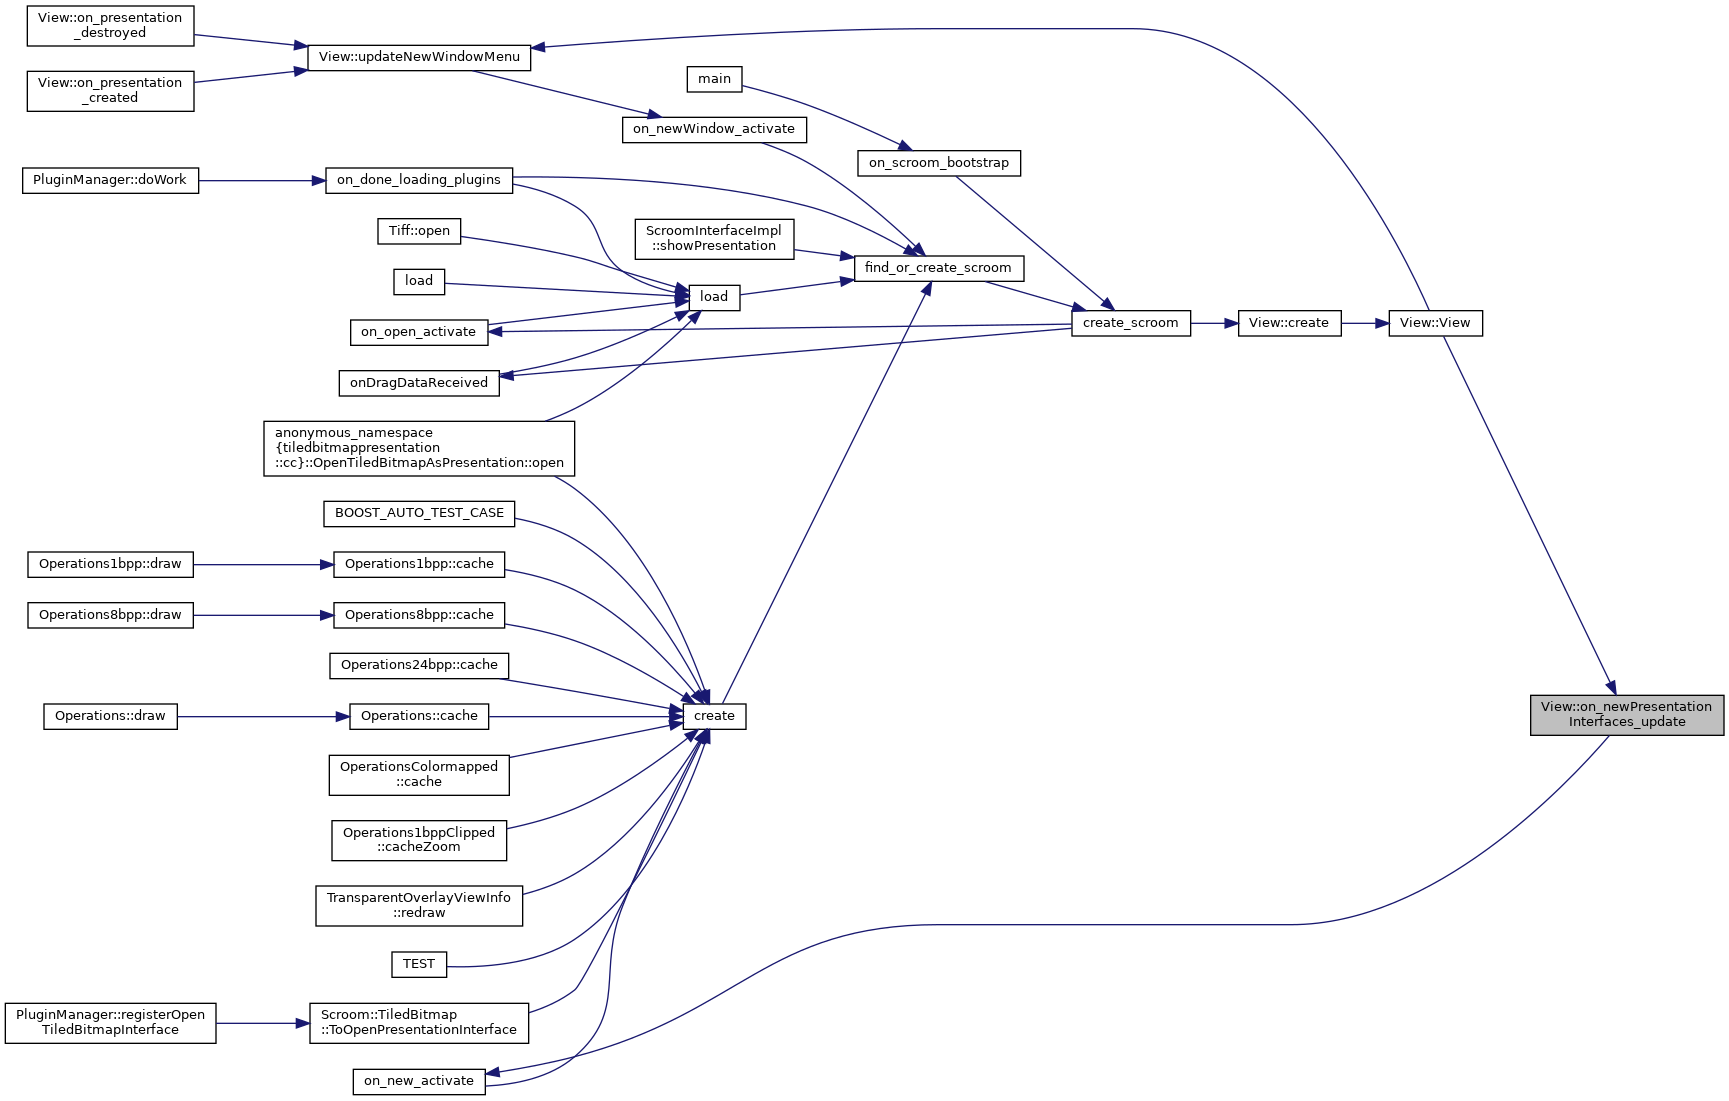 View::on_presentation
_destroyed
View::updateNewWindowMenu
View::on_presentation
_created
main
on_newWindow_activate
on_scroom_bootstrap
PluginManager::doWork
on_done_loading_plugins
Tiff::open
ScroomInterfaceImpl
::showPresentation
find_or_create_scroom
load
load
on_open_activate
create_scroom
View::create
View::View
onDragDataReceived
anonymous_namespace
{tiledbitmappresentation
::cc}::OpenTiledBitmapAsPresentation::open
BOOST_AUTO_TEST_CASE
Operations1bpp::draw
Operations1bpp::cache
Operations8bpp::draw
Operations8bpp::cache
Operations24bpp::cache
Operations::draw
Operations::cache
create
View::on_newPresentation
Interfaces_update
OperationsColormapped
::cache
Operations1bppClipped
::cacheZoom
TransparentOverlayViewInfo
::redraw
TEST
PluginManager::registerOpen
TiledBitmapInterface
Scroom::TiledBitmap
::ToOpenPresentationInterface
on_new_activate